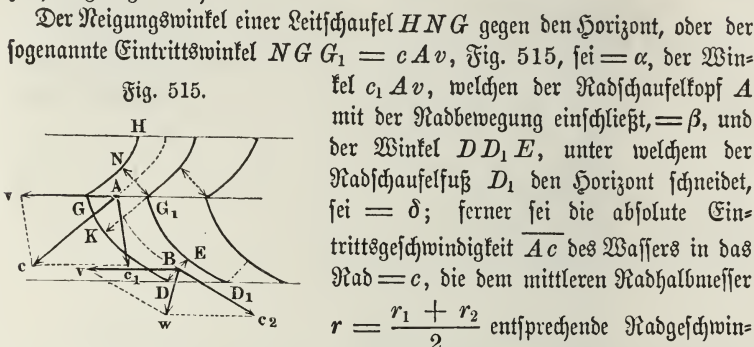 Der Neigungswinkel einer Leitschaufel HNG gegen den Horizont, oder der
sogenannte Eintrittswinkel NGG₁ = cAv, Fig. 515, sei = α, der Win-
Fig. 515.
H
N
A
v
G
G₁
K
E
B
v
c
c₁
D
D₁
w
c₂
kel c₁Av, welchen der Radschaufelkopf A
mit der Radbewegung einschließt, = β, und
der Winkel DD₁E, unter welchem der
Radschaufelfuß D₁ den Horizont schneidet,
sei = δ; ferner sei die absolute Ein-
trittsgeschwindigkeit \overline{Ac} des Wassers in das
Rad = c, die dem mittleren Radhalbmesser
r = \frac{r₁ + r₂}{2} entsprechende Radgeschwin-